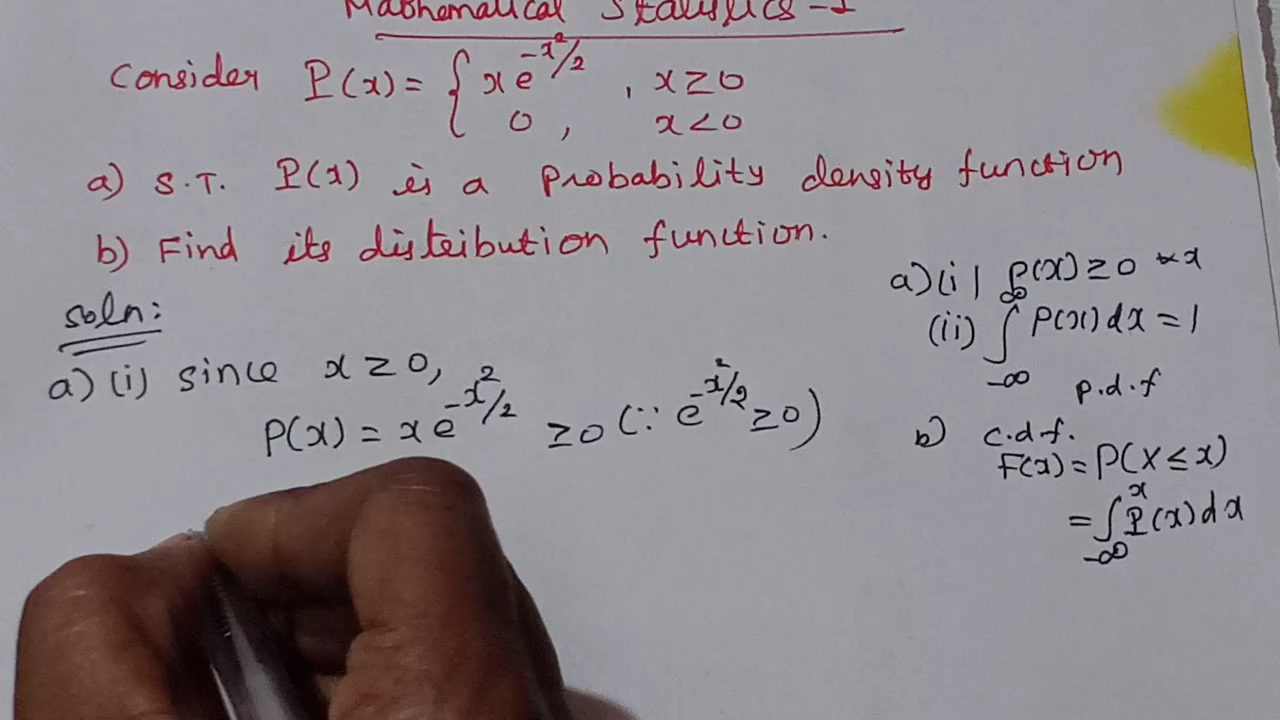 Mathematical Statistics-I
Consider P(x) = { x e^{-x²/2} , x ≥ 0
0 , x < 0
a) S.T. P(x) is a Probability density function
b) Find its distribution function.
Soln:
a) (i) since x ≥ 0,
P(x) = x e^{-x²/2} ≥ 0 (∵ e^{-x²/2} ≥ 0)
a) (i) P(x) ≥ 0 ∀ x
(ii) ∫_{-∞}^{∞} P(x) dx = 1
p.d.f
b) c.d.f.
F(x) = P(X ≤ x)
= ∫_{-∞}^{x} P(x) dx